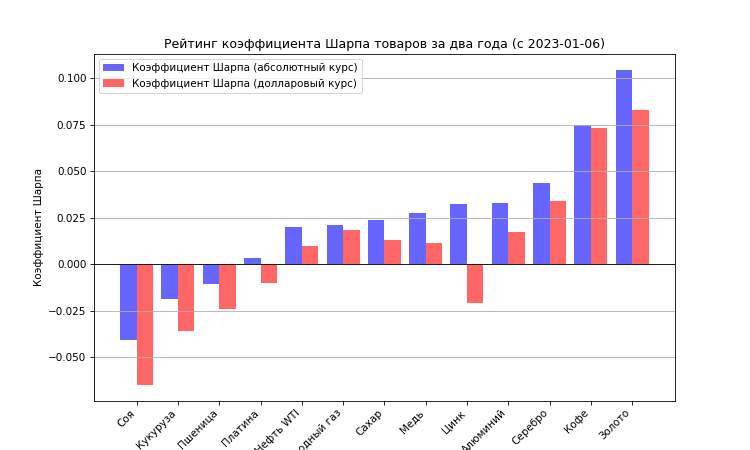 Рейтинг коэффициента Шарпа товаров за два года (с 2023-01-06)
Коэффициент Шарпа (абсолютный курс)
Коэффициент Шарпа (долларовый курс)
Коэффициент Шарпа
0.100
0.075
0.050
0.025
0.000
−0.025
−0.050
Соя
Кукуруза
Пшеница
Платина
Нефть WTI
одный газ
Сахар
Медь
Цинк
Алюминий
Серебро
Кофе
Золото